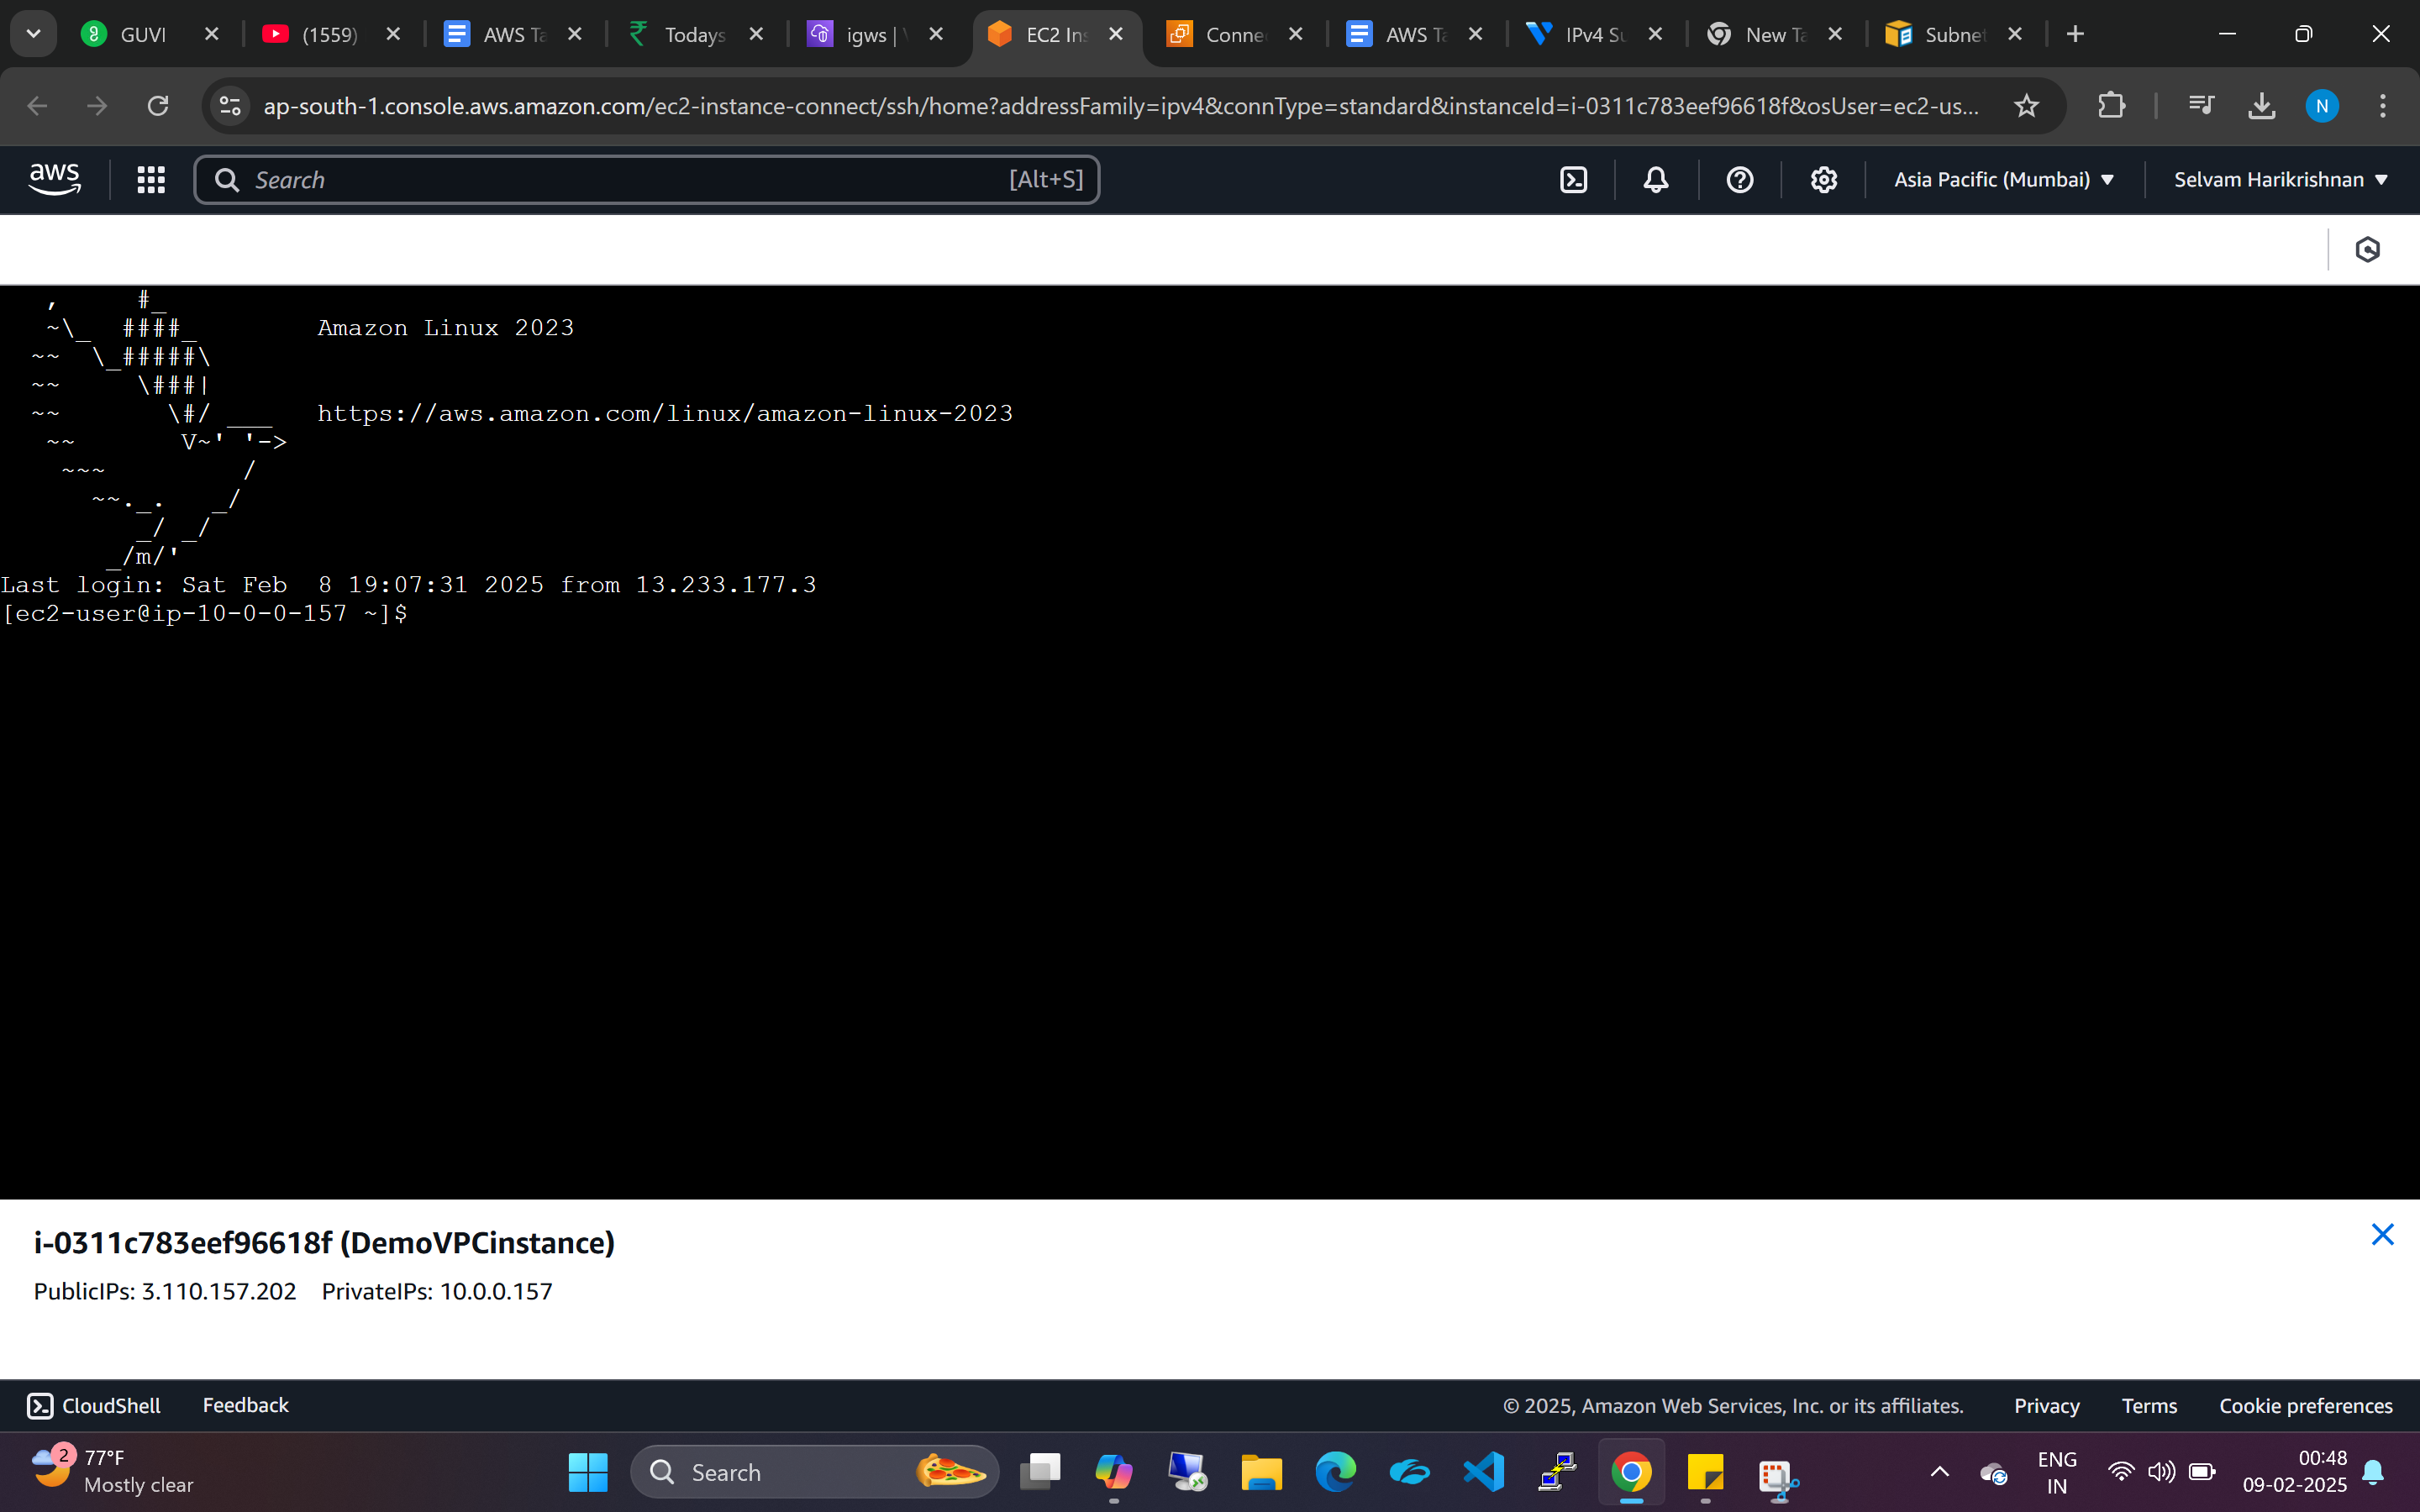 GUVI
(1559)
AWS Ta
Todays
igws | V
EC2 Ins
Connec
AWS Ta
IPv4 Su
New Ta
Subnet
ap-south-1.console.aws.amazon.com/ec2-instance-connect/ssh/home?addressFamily=ipv4&connType=standard&instanceId=i-0311c783eef96618f&osUser=ec2-us...
N
aws
Search
[Alt+S]
Asia Pacific (Mumbai)
Selvam Harikrishnan
   ,     #_
   ~\_  ####_        Amazon Linux 2023
  ~~  \_#####\
  ~~     \###|
  ~~       \#/ ___   https://aws.amazon.com/linux/amazon-linux-2023
   ~~       V~' '->
    ~~~         /
      ~~._.   _/
         _/ _/
       _/m/'
Last login: Sat Feb  8 19:07:31 2025 from 13.233.177.3
[ec2-user@ip-10-0-0-157 ~]$
i-0311c783eef96618f (DemoVPCinstance)
PublicIPs: 3.110.157.202 PrivateIPs: 10.0.0.157
CloudShell
Feedback
© 2025, Amazon Web Services, Inc. or its affiliates.
Privacy
Terms
Cookie preferences
2
77°F
Mostly clear
Search
ENG
IN
00:48
09-02-2025